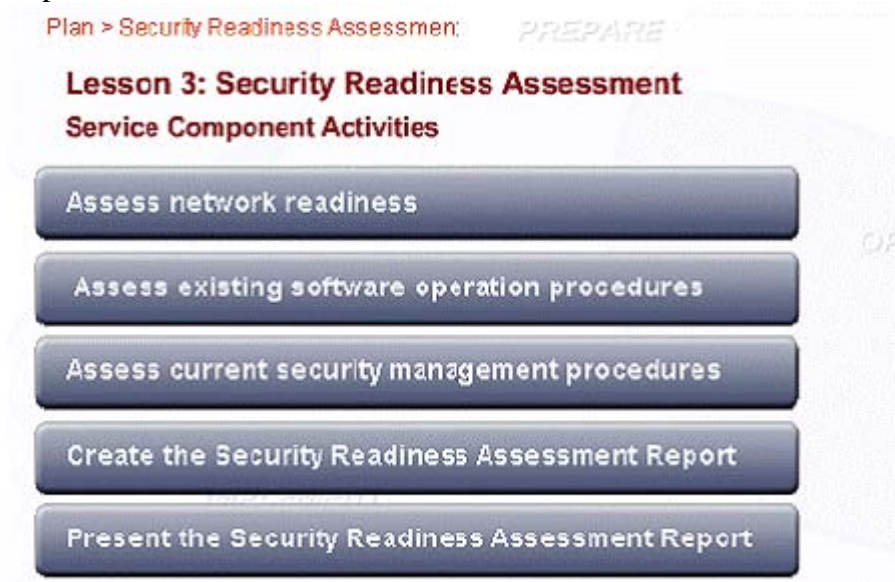 Plan > Security Readiness Assessment
PREPARE
Lesson 3: Security Readiness Assessment
Service Component Activities
Assess network readiness
Assess existing software operation procedures
Assess current security management procedures
Create the Security Readiness Assessment Report
Present the Security Readiness Assessment Report